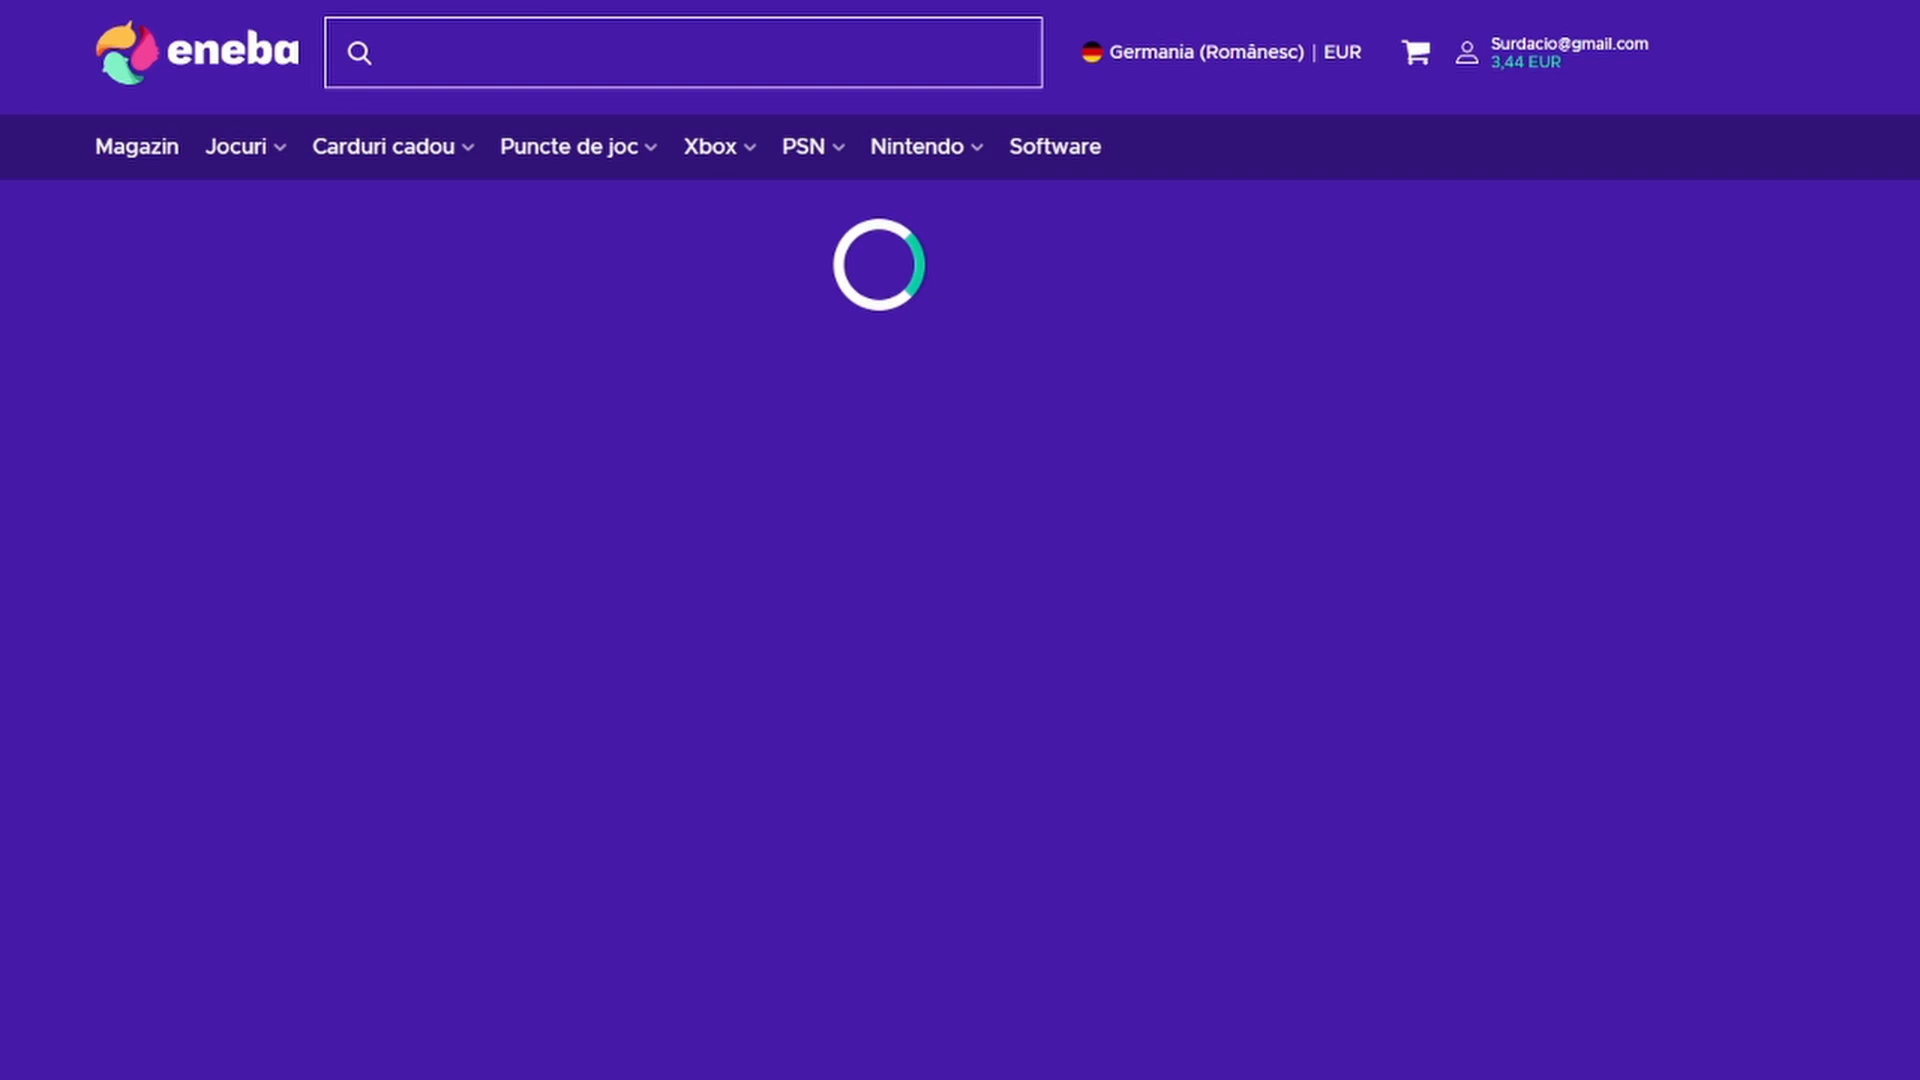 eneba
Germania (Românesc) | EUR
Surdacio@gmail.com
3,44 EUR
Magazin Jocuri Carduri cadou Puncte de joc Xbox PSN Nintendo Software